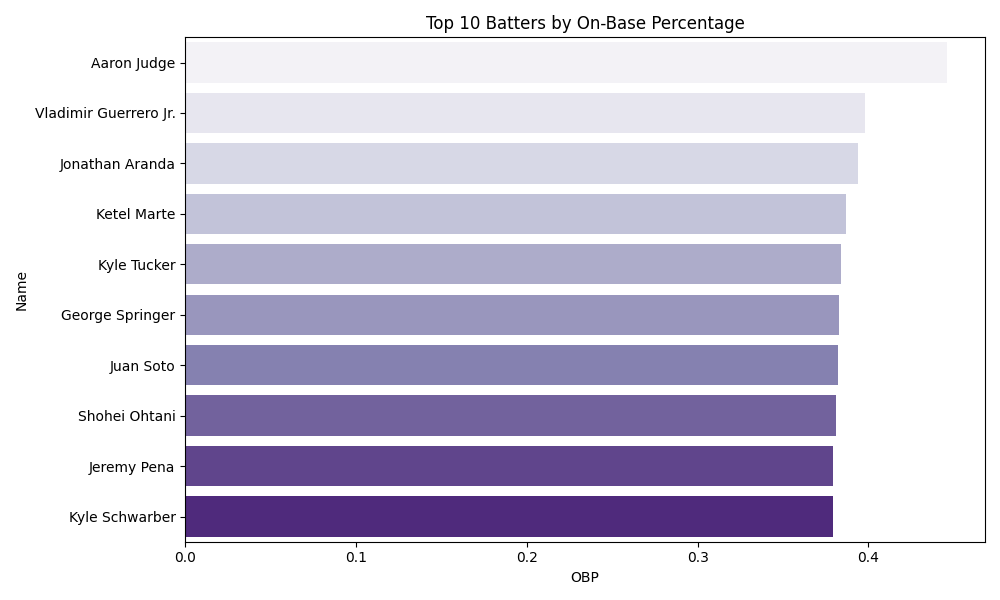 Top 10 Batters by On-Base Percentage
Name
Aaron Judge
Vladimir Guerrero Jr.
Jonathan Aranda
Ketel Marte
Kyle Tucker
George Springer
Juan Soto
Shohei Ohtani
Jeremy Pena
Kyle Schwarber
0.0 0.1 0.2 0.3 0.4
OBP